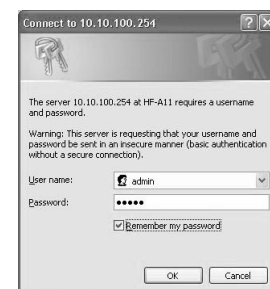 Connect to 10.10.100.254
The server 10.10.100.254 at HF-A11 requires a username
and password.
Warning: This server is requesting that your username and
password be sent in an insecure manner (basic authentication
without a secure connection).
User name:
admin
Password:
•••••
Remember my password
OK
Cancel